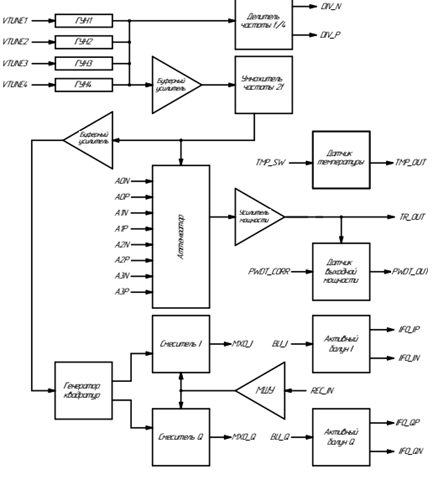 VTUNE1
ГУН1
VTUNE2
ГУН2
VTUNE3
ГУН3
VTUNE4
ГУН4
Делитель
частоты 1/4
DIV_N
DIV_P
Буферный
усилитель
Умножитель
частоты 2f
Буферный
усилитель
TMP_SW
Датчик
температуры
TMP_OUT
A0N
A0P
A1N
A1P
A2N
A2P
A3N
A3P
Аттенюатор
Усилитель
мощности
TR_OUT
PWDT_CORR
Датчик
выходной
мощности
PWDT_OUT
Смеситель I
MXO_I
BLI_I
Активный
балун I
IFO_IP
IFO_IN
Генератор
квадратур
МШУ
REC_IN
Смеситель Q
MXO_Q
BLI_Q
Активный
балун Q
IFO_QP
IFO_QN